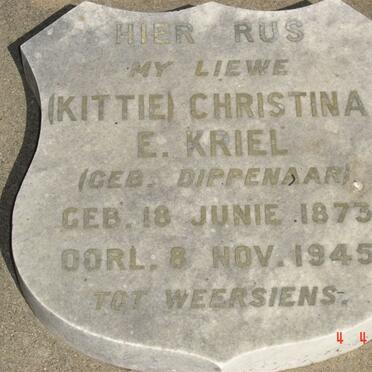 HIER RUS
MY LIEWE
(KITTIE) CHRISTINA
E. KRIEL
(GEB. DIPPENAAR).
GEB. 18 JUNIE 1873
OORL. 8 NOV. 1945
TOT WEERSIENS.
4 4